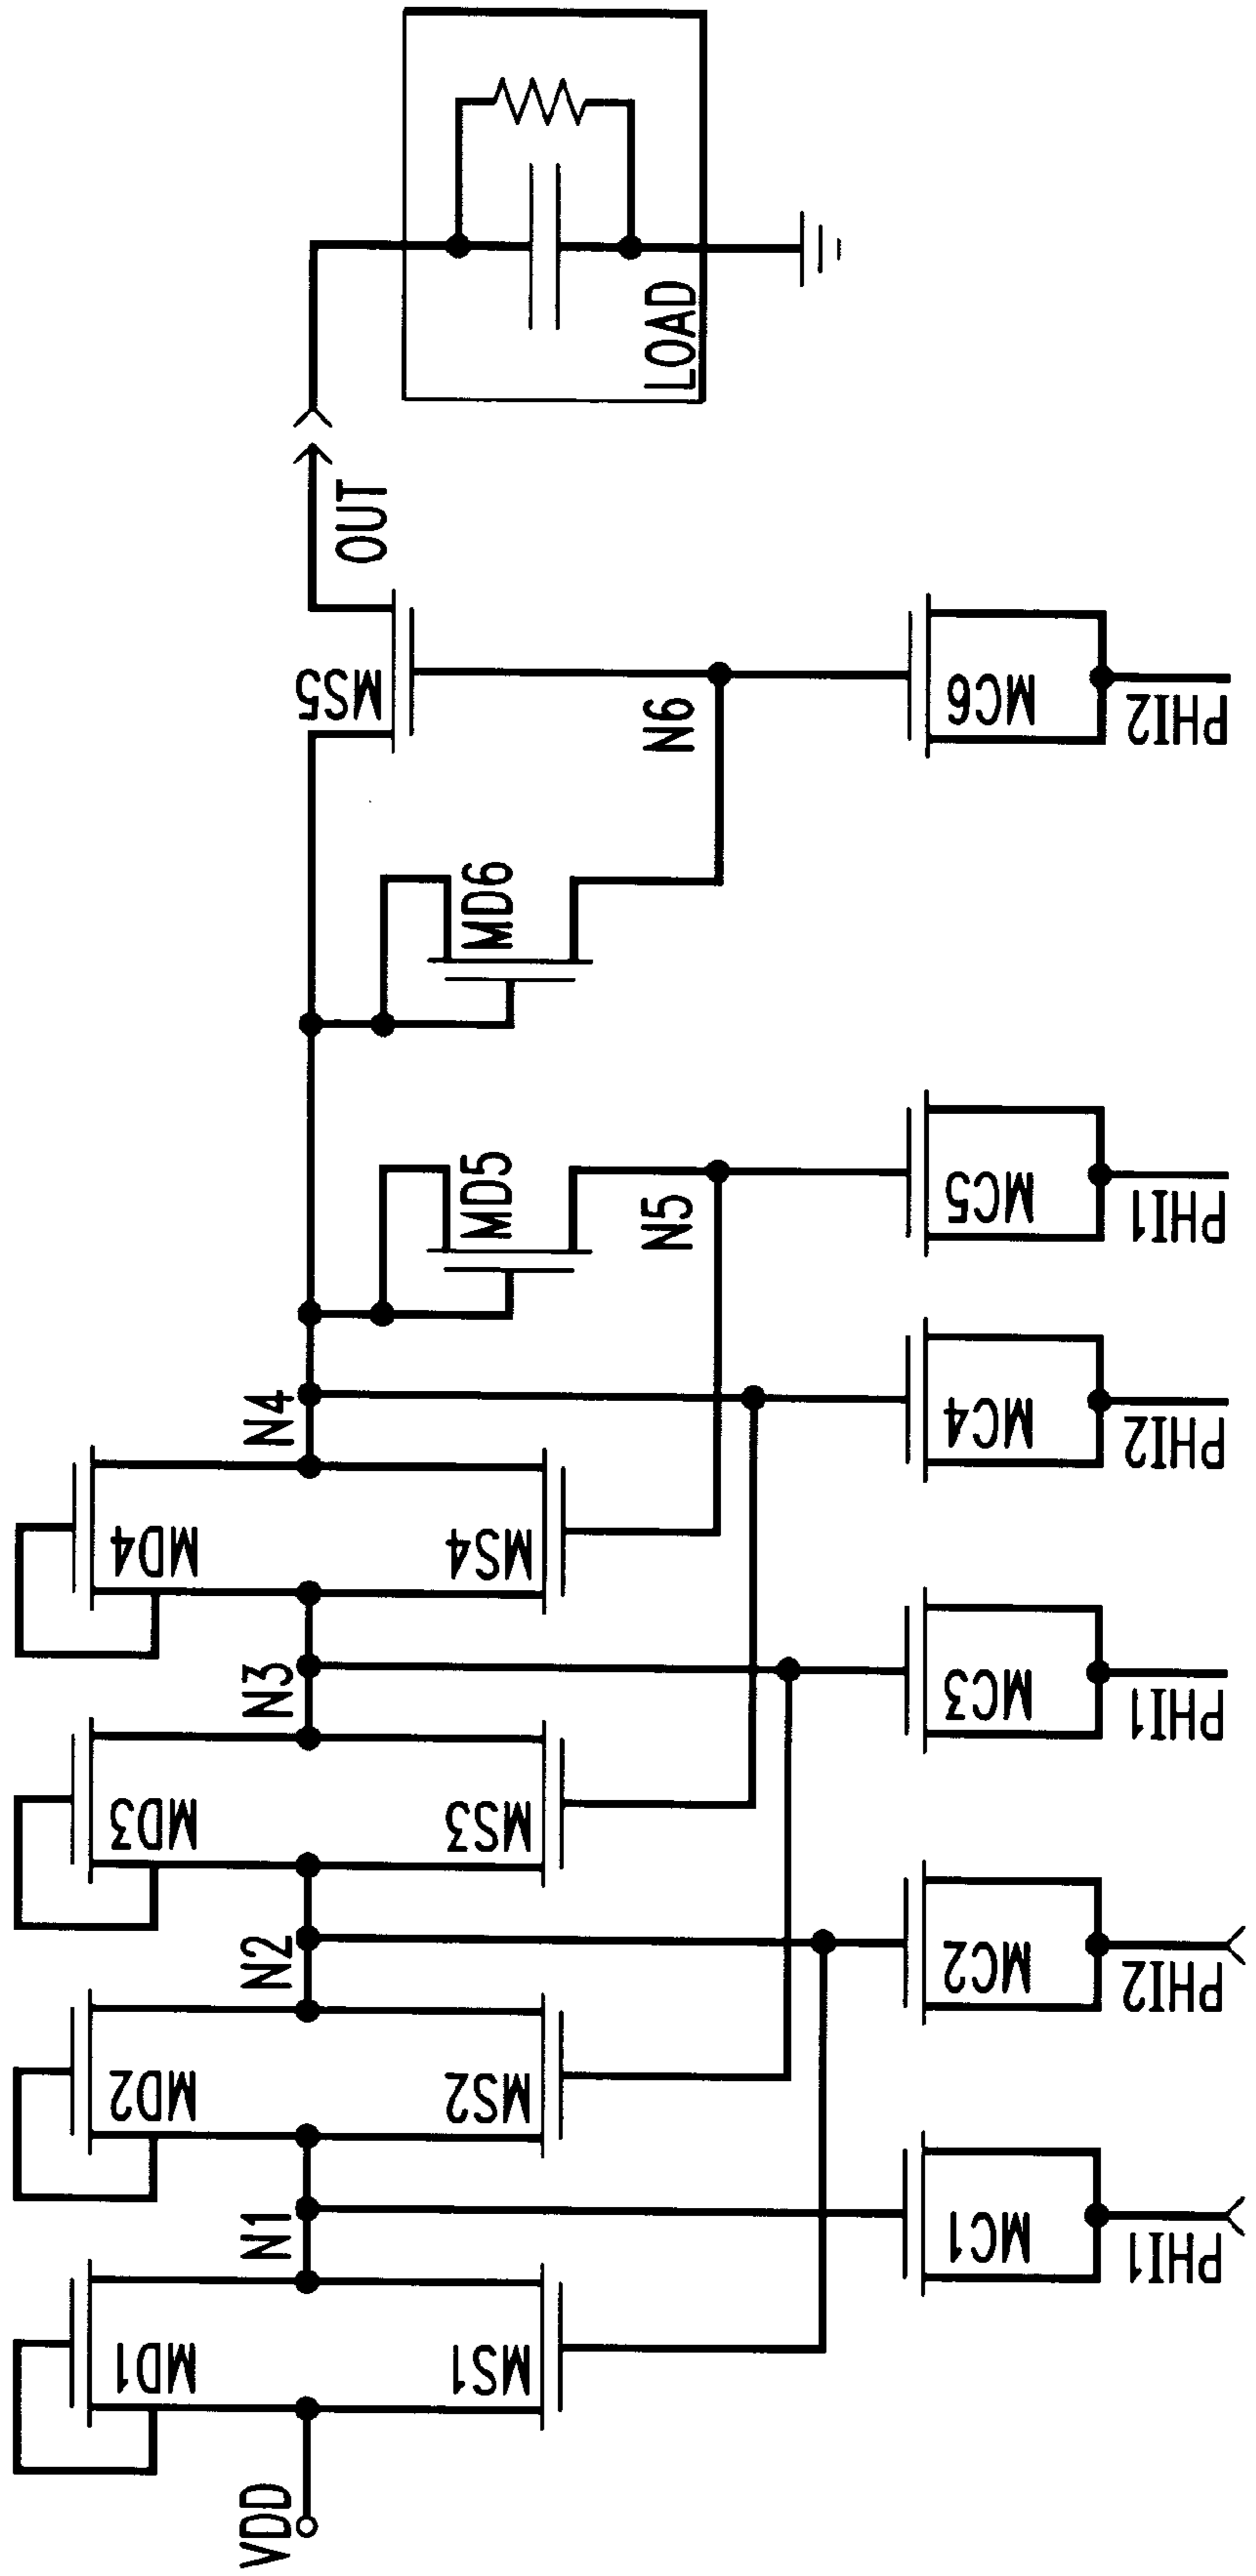 VDD
MD1
MS1
N1
MC1
PHI1
MD2
MS2
N2
MC2
PHI2
MD3
MS3
N3
MC3
PHI1
MD4
MS4
N4
MC4
PHI2
MD5
N5
MC5
PHI1
MD6
N6
MC6
PHI2
MS5
OUT
LOAD